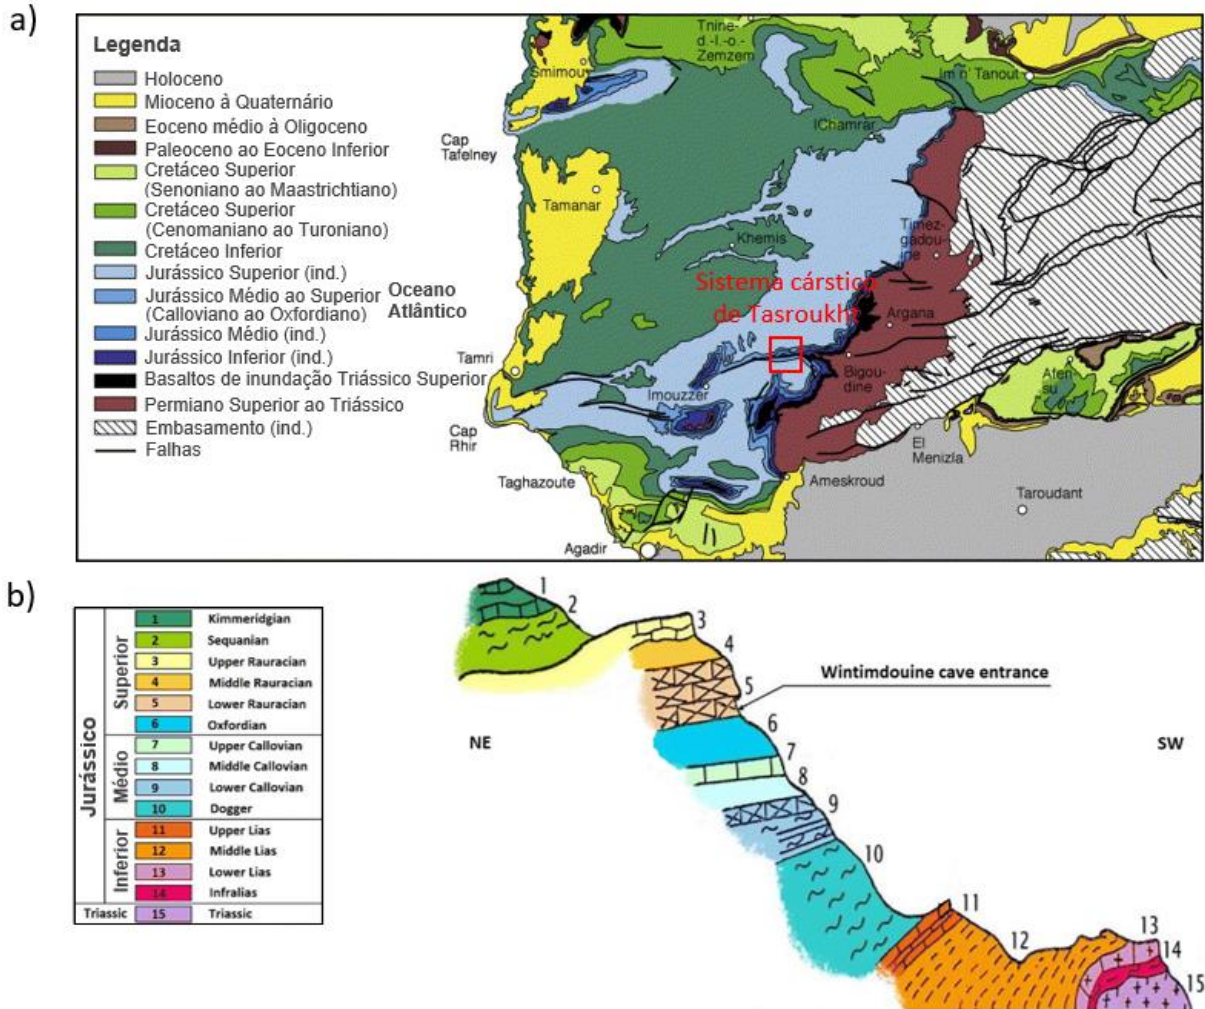 a)
Legenda
Holoceno
Mioceno à Quaternário
Eoceno médio à Oligoceno
Paleoceno ao Eoceno Inferior
Cretáceo Superior
(Senoniano ao Maastrichtiano)
Cretáceo Superior
(Cenomaniano ao Turoniano)
Cretáceo Inferior
Jurássico Superior (ind.)
Jurássico Médio ao Superior
(Calloviano ao Oxfordiano)
Jurássico Médio (ind.)
Jurássico Inferior (ind.)
Basaltos de inundação Triássico Superior
Permiano Superior ao Triássico
Embasamento (ind.)
Falhas
Oceano
Atlântico
Tnine-
d.-l.-o.-
Zemzem
Smimou
Im n' Tanout
IChamrar
Cap
Tafelney
Tamanar
Khemis
Timez-
gadou-
ine
Sistema cárstico
de Tasroukht
Argana
Tamri
Imouzzer
Bigou-
dine
Afen-
su
Cap
Rhir
El
Menizla
Taghazoute
Ameskroud
Taroudant
Agadir
b)
Jurássico
Superior
1 Kimmeridgian
2 Sequanian
3 Upper Rauracian
4 Middle Rauracian
5 Lower Rauracian
6 Oxfordian
Médio
7 Upper Callovian
8 Middle Callovian
9 Lower Callovian
10 Dogger
Inferior
11 Upper Lias
12 Middle Lias
13 Lower Lias
14 Infralias
Triassic 15 Triassic
1
2
3
4
Wintimdouine cave entrance
5
6
NE
SW
7
8
9
10
11
12
13
14
15